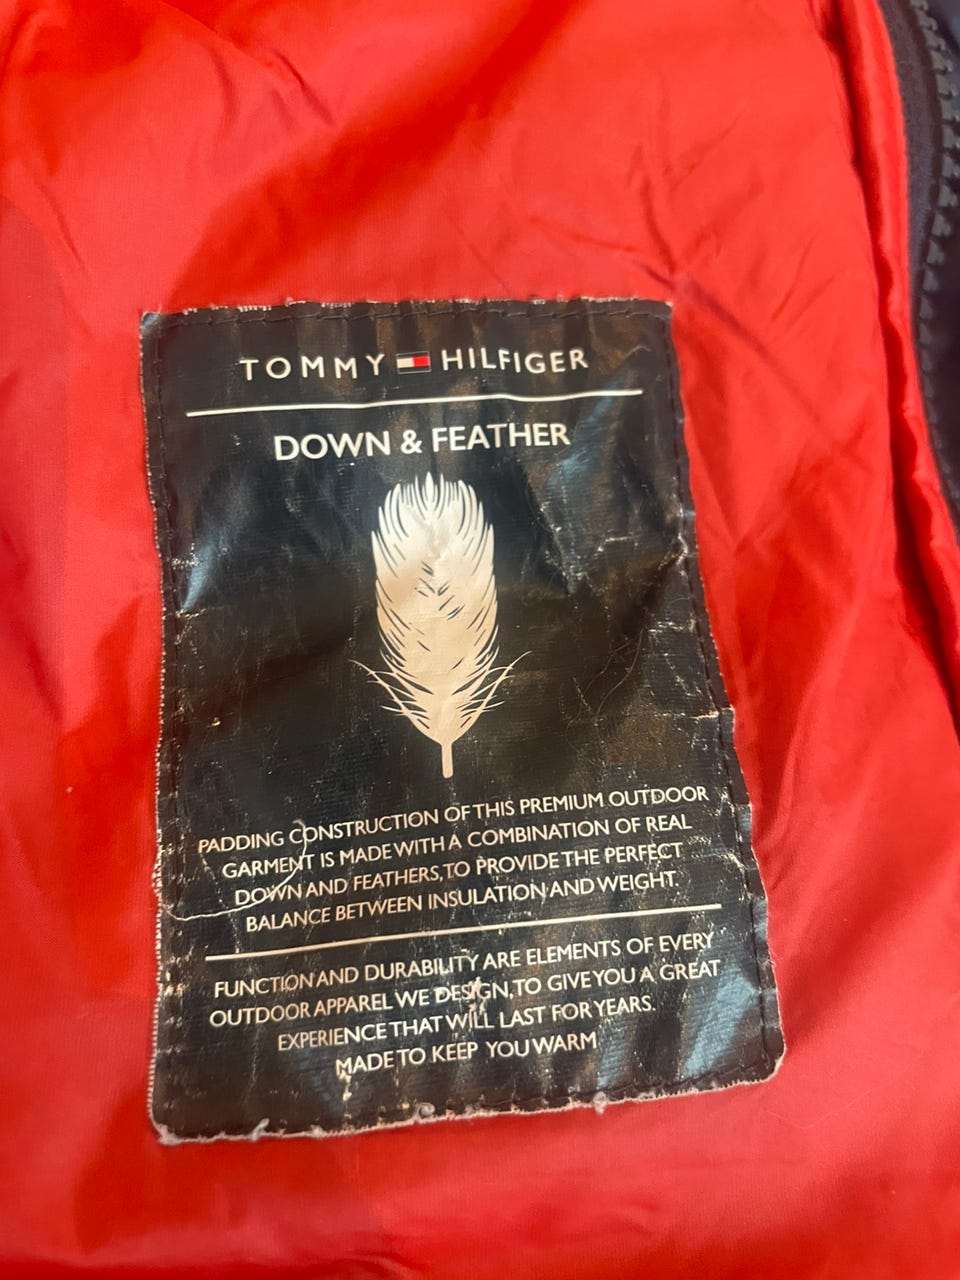 TOMMY HILFIGER
DOWN & FEATHER
PADDING CONSTRUCTION OF THIS PREMIUM OUTDOOR
GARMENT IS MADE WITH A COMBINATION OF REAL
DOWN AND FEATHERS, TO PROVIDE THE PERFECT
BALANCE BETWEEN INSULATION AND WEIGHT.
FUNCTION AND DURABILITY ARE ELEMENTS OF EVERY
OUTDOOR APPAREL WE DESIGN, TO GIVE YOU A GREAT
EXPERIENCE THAT WILL LAST FOR YEARS.
MADE TO KEEP YOU WARM